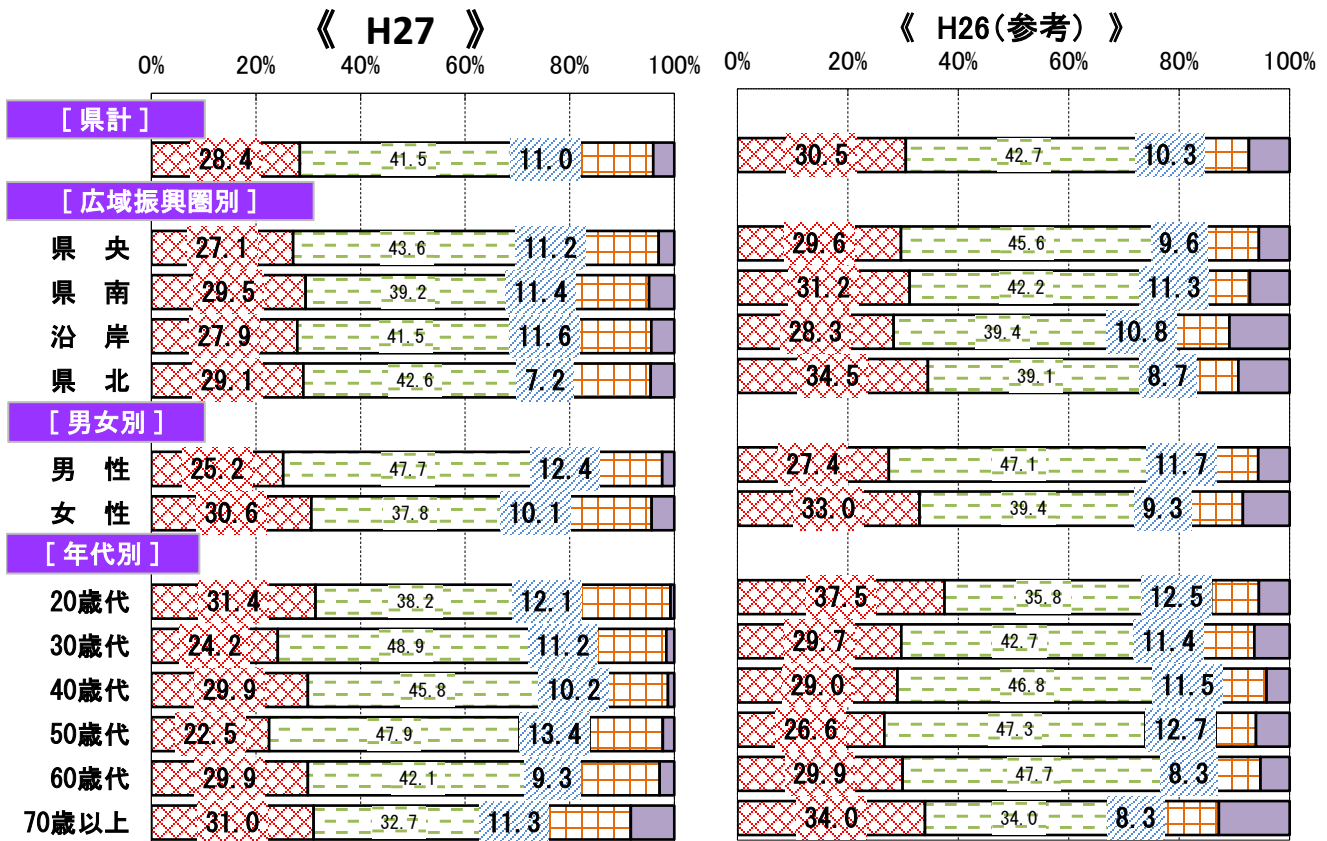 《 H27 》 《 H26(参考) 》
0% 20% 40% 60% 80% 100% 0% 20% 40% 60% 80% 100%
[ 県計 ]
28.4 41.5 11.0 30.5 42.7 10.3
[ 広域振興圏別 ]
県 央 27.1 43.6 11.2 29.6 45.6 9.6
県 南 29.5 39.2 11.4 31.2 42.2 11.3
沿 岸 27.9 41.5 11.6 28.3 39.4 10.8
県 北 29.1 42.6 7.2 34.5 39.1 8.7
[ 男女別 ]
男 性 25.2 47.7 12.4 27.4 47.1 11.7
女 性 30.6 37.8 10.1 33.0 39.4 9.3
[ 年代別 ]
20歳代 31.4 38.2 12.1 37.5 35.8 12.5
30歳代 24.2 48.9 11.2 29.7 42.7 11.4
40歳代 29.9 45.8 10.2 29.0 46.8 11.5
50歳代 22.5 47.9 13.4 26.6 47.3 12.7
60歳代 29.9 42.1 9.3 29.9 47.7 8.3
70歳以上 31.0 32.7 11.3 34.0 34.0 8.3